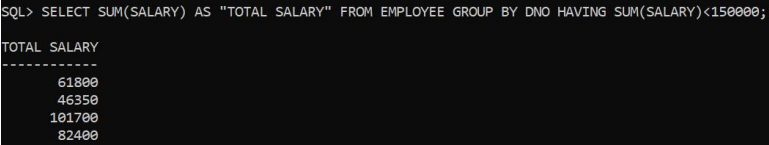 SQL> SELECT SUM(SALARY) AS "TOTAL SALARY" FROM EMPLOYEE GROUP BY DNO HAVING SUM(SALARY)<150000;
TOTAL SALARY
------------
61800
46350
101700
82400